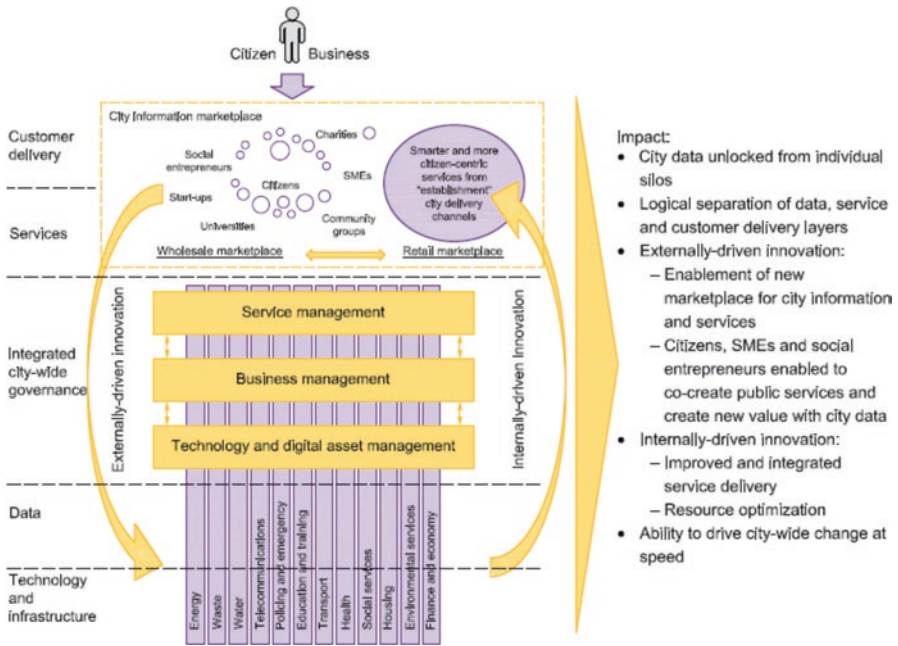 Citizen Business
City information marketplace
Customer
delivery
Services
Social
entrepreneurs
Charities
Citizens
SMEs
Start-ups
Universities
Community
groups
Smarter and more
citizen-centric
services from
"establishment"
city delivery
channels
Wholesale marketplace
Retail marketplace
Integrated
city-wide
governance
Externally-driven innovation
Service management
Business management
Technology and digital asset management
Internally-driven innovation
Data
Technology and
infrastructure
Energy
Waste
Water
Telecommunications
Policing and emergency
Education and training
Transport
Health
Social services
Housing
Environmental services
Finance and economy
Impact:
• City data unlocked from individual
silos
• Logical separation of data, service
and customer delivery layers
• Externally-driven innovation:
– Enablement of new
marketplace for city information
and services
– Citizens, SMEs and social
entrepreneurs enabled to
co-create public services and
create new value with city data
• Internally-driven innovation:
– Improved and integrated
service delivery
– Resource optimization
• Ability to drive city-wide change at
speed